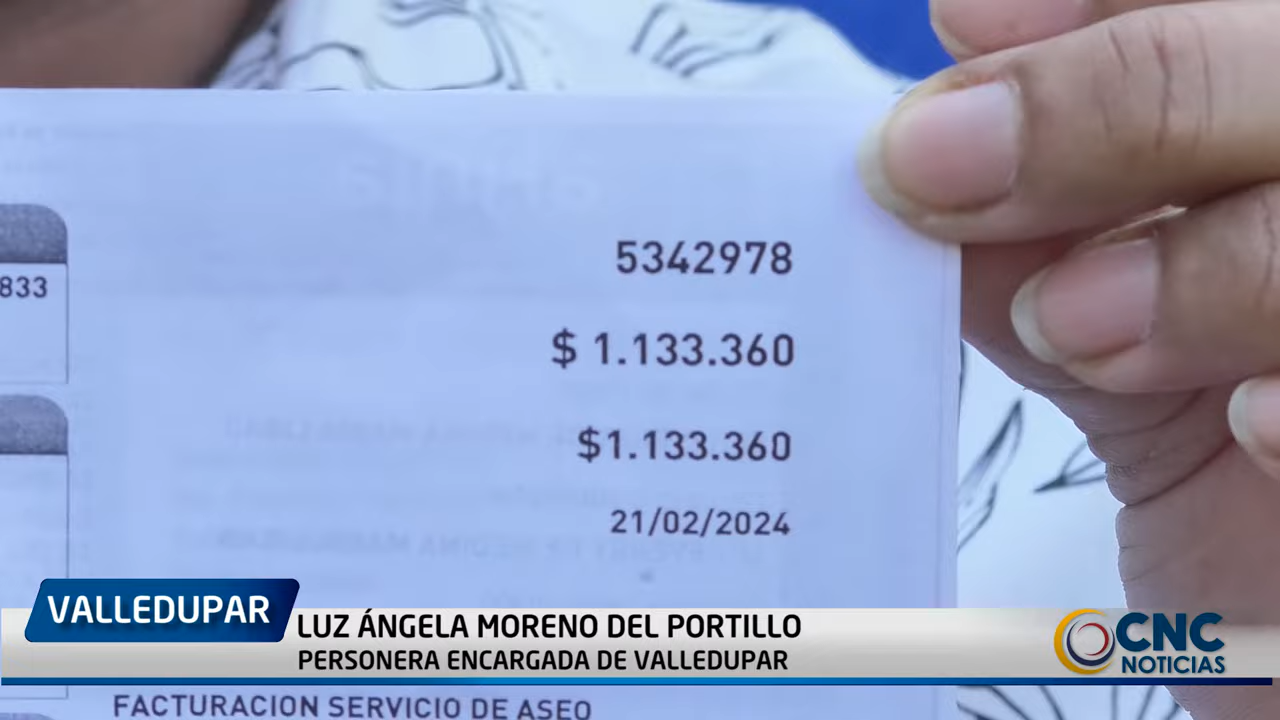 5342978
833
$ 1.133.360
$1.133.360
21/02/2024
VALLEDUPAR
LUZ ÁNGELA MORENO DEL PORTILLO
PERSONERA ENCARGADA DE VALLEDUPAR
CNC
NOTICIAS
FACTURACION SERVICIO DE ASEO